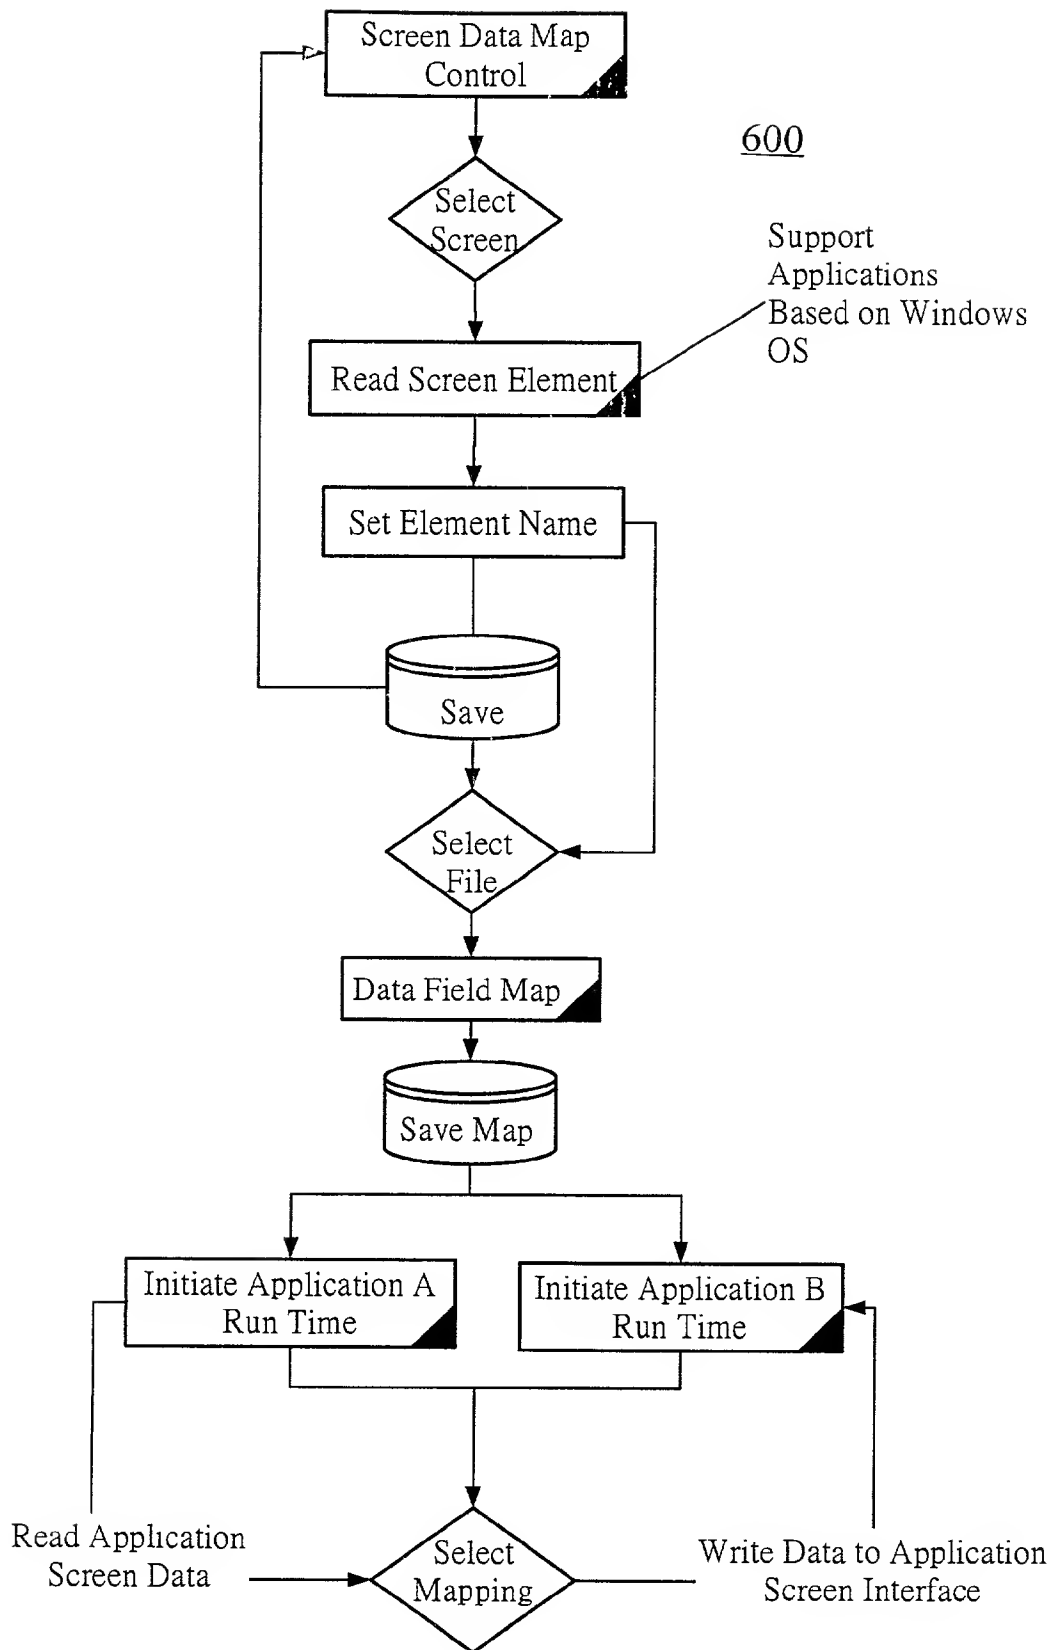 Screen Data Map
Control
600
Select
Screen
Support
Applications
Based on Windows
OS
Read Screen Element
Set Element Name
Save
Select
File
Data Field Map
Save Map
Initiate Application A
Run Time
Initiate Application B
Run Time
Read Application
Screen Data
Select
Mapping
Write Data to Application
Screen Interface